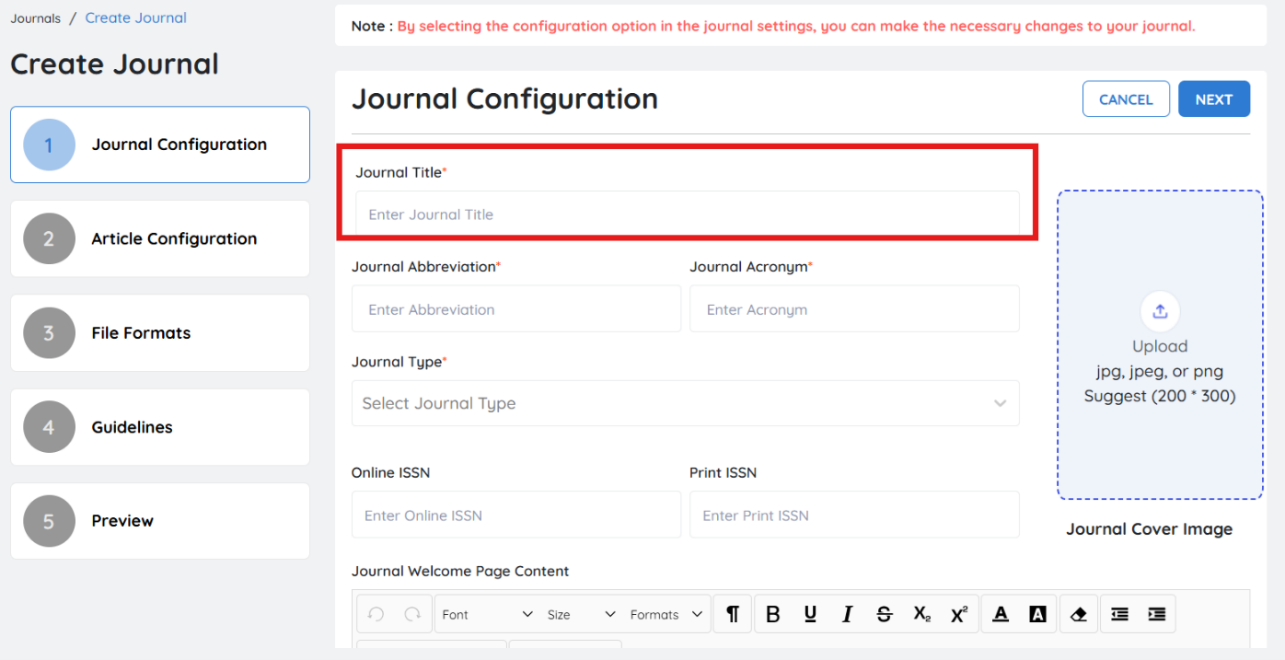 Journals / Create Journal
Create Journal
1 Journal Configuration
2 Article Configuration
3 File Formats
4 Guidelines
5 Preview
Note : By selecting the configuration option in the journal settings, you can make the necessary changes to your journal.
Journal Configuration
CANCEL NEXT
Journal Title*
Enter Journal Title
Journal Abbreviation* Journal Acronym*
Enter Abbreviation Enter Acronym
Journal Type*
Select Journal Type
Online ISSN Print ISSN
Enter Online ISSN Enter Print ISSN
Upload
jpg, jpeg, or png
Suggest (200 * 300)
Journal Cover Image
Journal Welcome Page Content
Font Size Formats ¶ B U I S X₂ X² A A